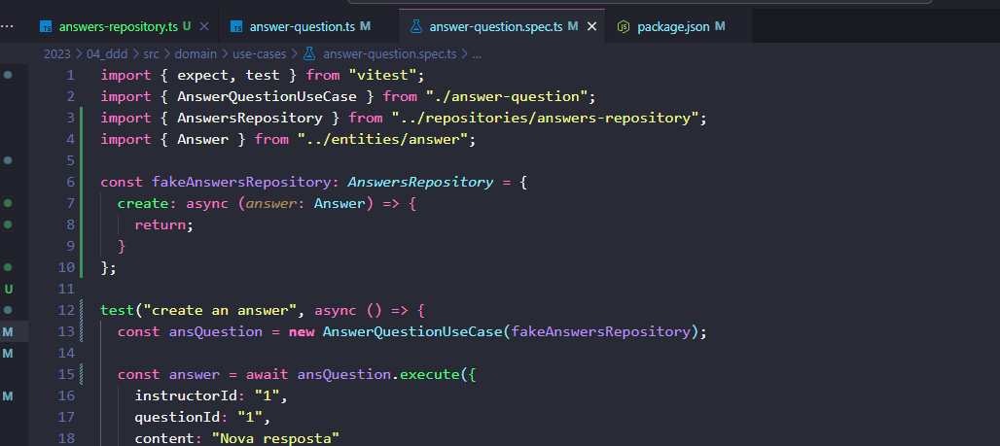 answers-repository.ts U
answer-question.ts M
answer-question.spec.ts M
package.json M
2023 > 04_ddd > src > domain > use-cases > answer-question.spec.ts > ...
1 import { expect, test } from "vitest";
2 import { AnswerQuestionUseCase } from "./answer-question";
3 import { AnswersRepository } from "../repositories/answers-repository";
4 import { Answer } from "../entities/answer";
5
6 const fakeAnswersRepository: AnswersRepository = {
7 create: async (answer: Answer) => {
8 return;
9 }
10 };
U 11
12 test("create an answer", async () => {
M 13 const ansQuestion = new AnswerQuestionUseCase(fakeAnswersRepository);
M 14
15 const answer = await ansQuestion.execute({
M 16 instructorId: "1",
17 questionId: "1",
18 content: "Nova resposta"